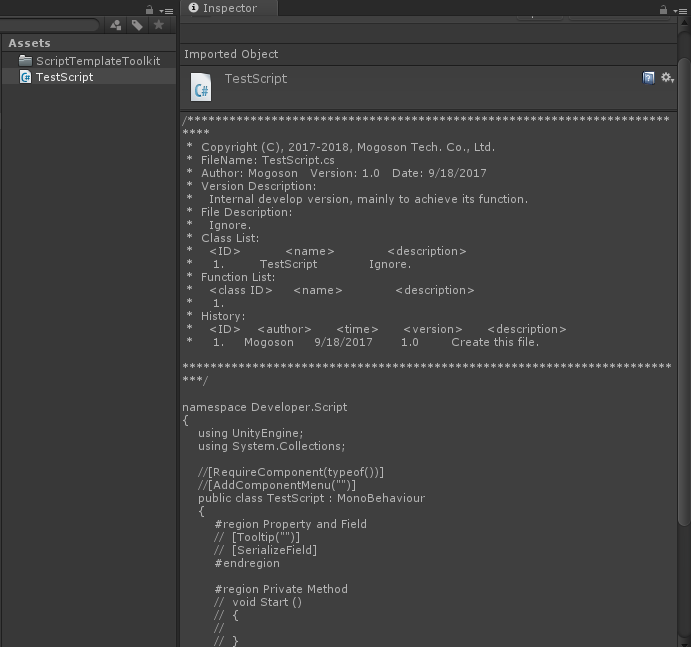 Inspector
Assets
ScriptTemplateToolkit
TestScript
Imported Object
TestScript
C#
/*********************************************************************
****
*  Copyright (C), 2017-2018, Mogoson Tech. Co., Ltd.
*  FileName: TestScript.cs
*  Author: Mogoson   Version: 1.0   Date: 9/18/2017
*  Version Description:
*    Internal develop version, mainly to achieve its function.
*  File Description:
*    Ignore.
*  Class List:
*    <ID>           <name>             <description>
*     1.         TestScript             Ignore.
*  Function List:
*    <class ID>     <name>             <description>
*     1.
*  History:
*    <ID>    <author>      <time>      <version>      <description>
*     1.     Mogoson     9/18/2017       1.0        Create this file.
**********************************************************************
***/
namespace Developer.Script
{
using UnityEngine;
using System.Collections;
//[RequireComponent(typeof())]
//[AddComponentMenu("")]
public class TestScript : MonoBehaviour
{
#region Property and Field
//  [Tooltip("")]
//  [SerializeField]
#endregion
#region Private Method
//  void Start ()
//  {
//
//  }